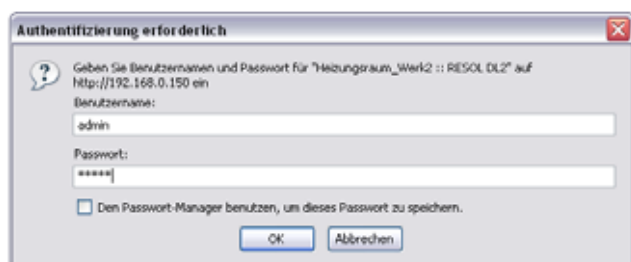 Authentifizierung erforderlich
Geben Sie Benutzernamen und Passwort für "Heizungsraum_Werk2 :: RESOL DL2" auf
http://192.168.0.150 ein
Benutzername:
admin
Passwort:
*****
Den Passwort-Manager benutzen, um dieses Passwort zu speichern.
OK
Abbrechen